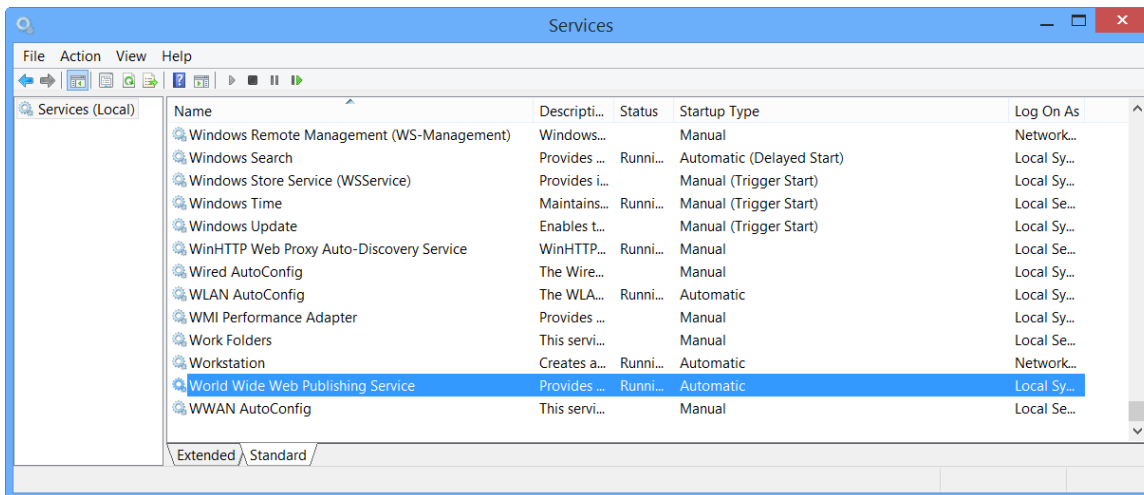 Services
File Action View Help
Services (Local)
Name Descripti... Status Startup Type Log On As
Windows Remote Management (WS-Management) Windows... Manual Network...
Windows Search Provides ... Runni... Automatic (Delayed Start) Local Sy...
Windows Store Service (WSService) Provides i... Manual (Trigger Start) Local Sy...
Windows Time Maintains... Runni... Manual (Trigger Start) Local Se...
Windows Update Enables t... Manual (Trigger Start) Local Sy...
WinHTTP Web Proxy Auto-Discovery Service WinHTTP... Runni... Manual Local Se...
Wired AutoConfig The Wire... Manual Local Sy...
WLAN AutoConfig The WLA... Runni... Automatic Local Sy...
WMI Performance Adapter Provides ... Manual Local Sy...
Work Folders This servi... Manual Local Se...
Workstation Creates a... Runni... Automatic Network...
World Wide Web Publishing Service Provides ... Runni... Automatic Local Sy...
WWAN AutoConfig This servi... Manual Local Se...
Extended Standard